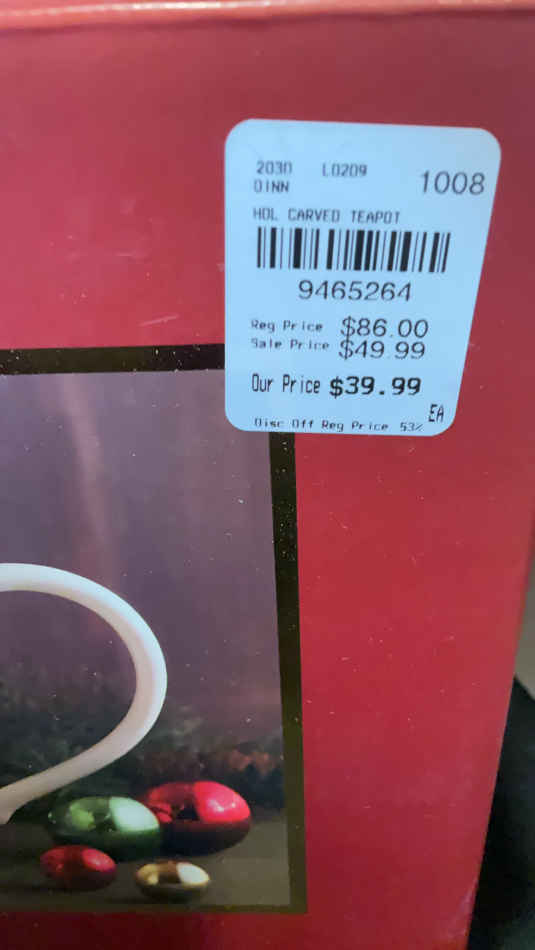 2030 L0209 1008
DINN
HOL CARVED TEAPOT
9465264
Reg Price $86.00
Sale Price $49.99
Our Price $39.99
EA
Disc Off Reg Price 53%